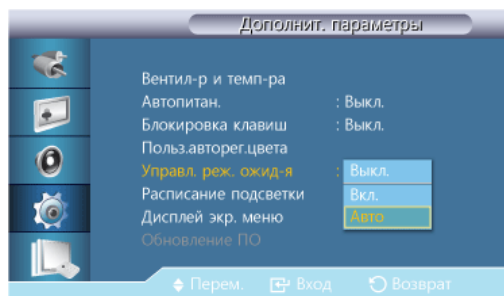 Дополнит. параметры
Вентил-р и темп-ра
Автопитан. : Выкл.
Блокировка клавиш : Выкл.
Польз.авторег.цвета
Управл. реж. ожид-я : Выкл.
Вкл.
Расписание подсветки
Авто
Дисплей экр. меню
Обновление ПО
Перем. Вход Возврат